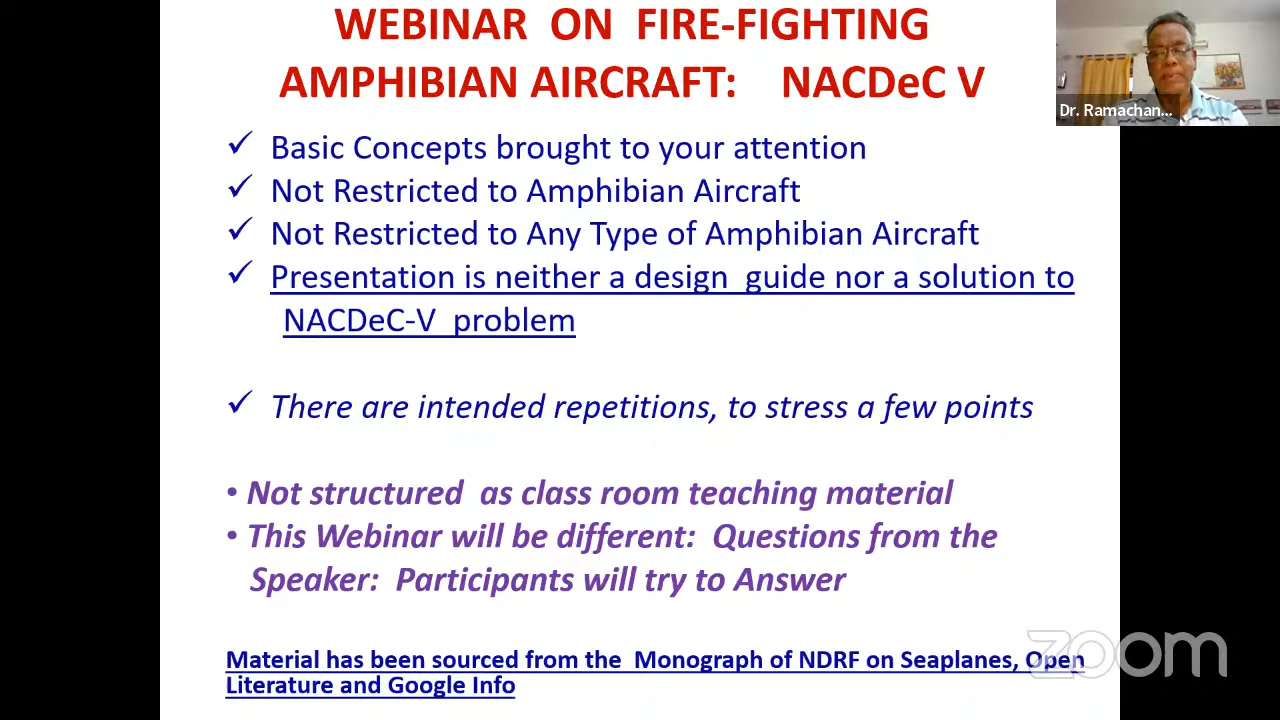 WEBINAR ON FIRE-FIGHTING
AMPHIBIAN AIRCRAFT: NACDeC V
Dr. Ramachan...
✓ Basic Concepts brought to your attention
✓ Not Restricted to Amphibian Aircraft
✓ Not Restricted to Any Type of Amphibian Aircraft
✓ Presentation is neither a design guide nor a solution to
NACDeC-V problem
✓ There are intended repetitions, to stress a few points
• Not structured as class room teaching material
• This Webinar will be different: Questions from the
Speaker: Participants will try to Answer
Material has been sourced from the Monograph of NDRF on Seaplanes, Open
Literature and Google Info
zoom